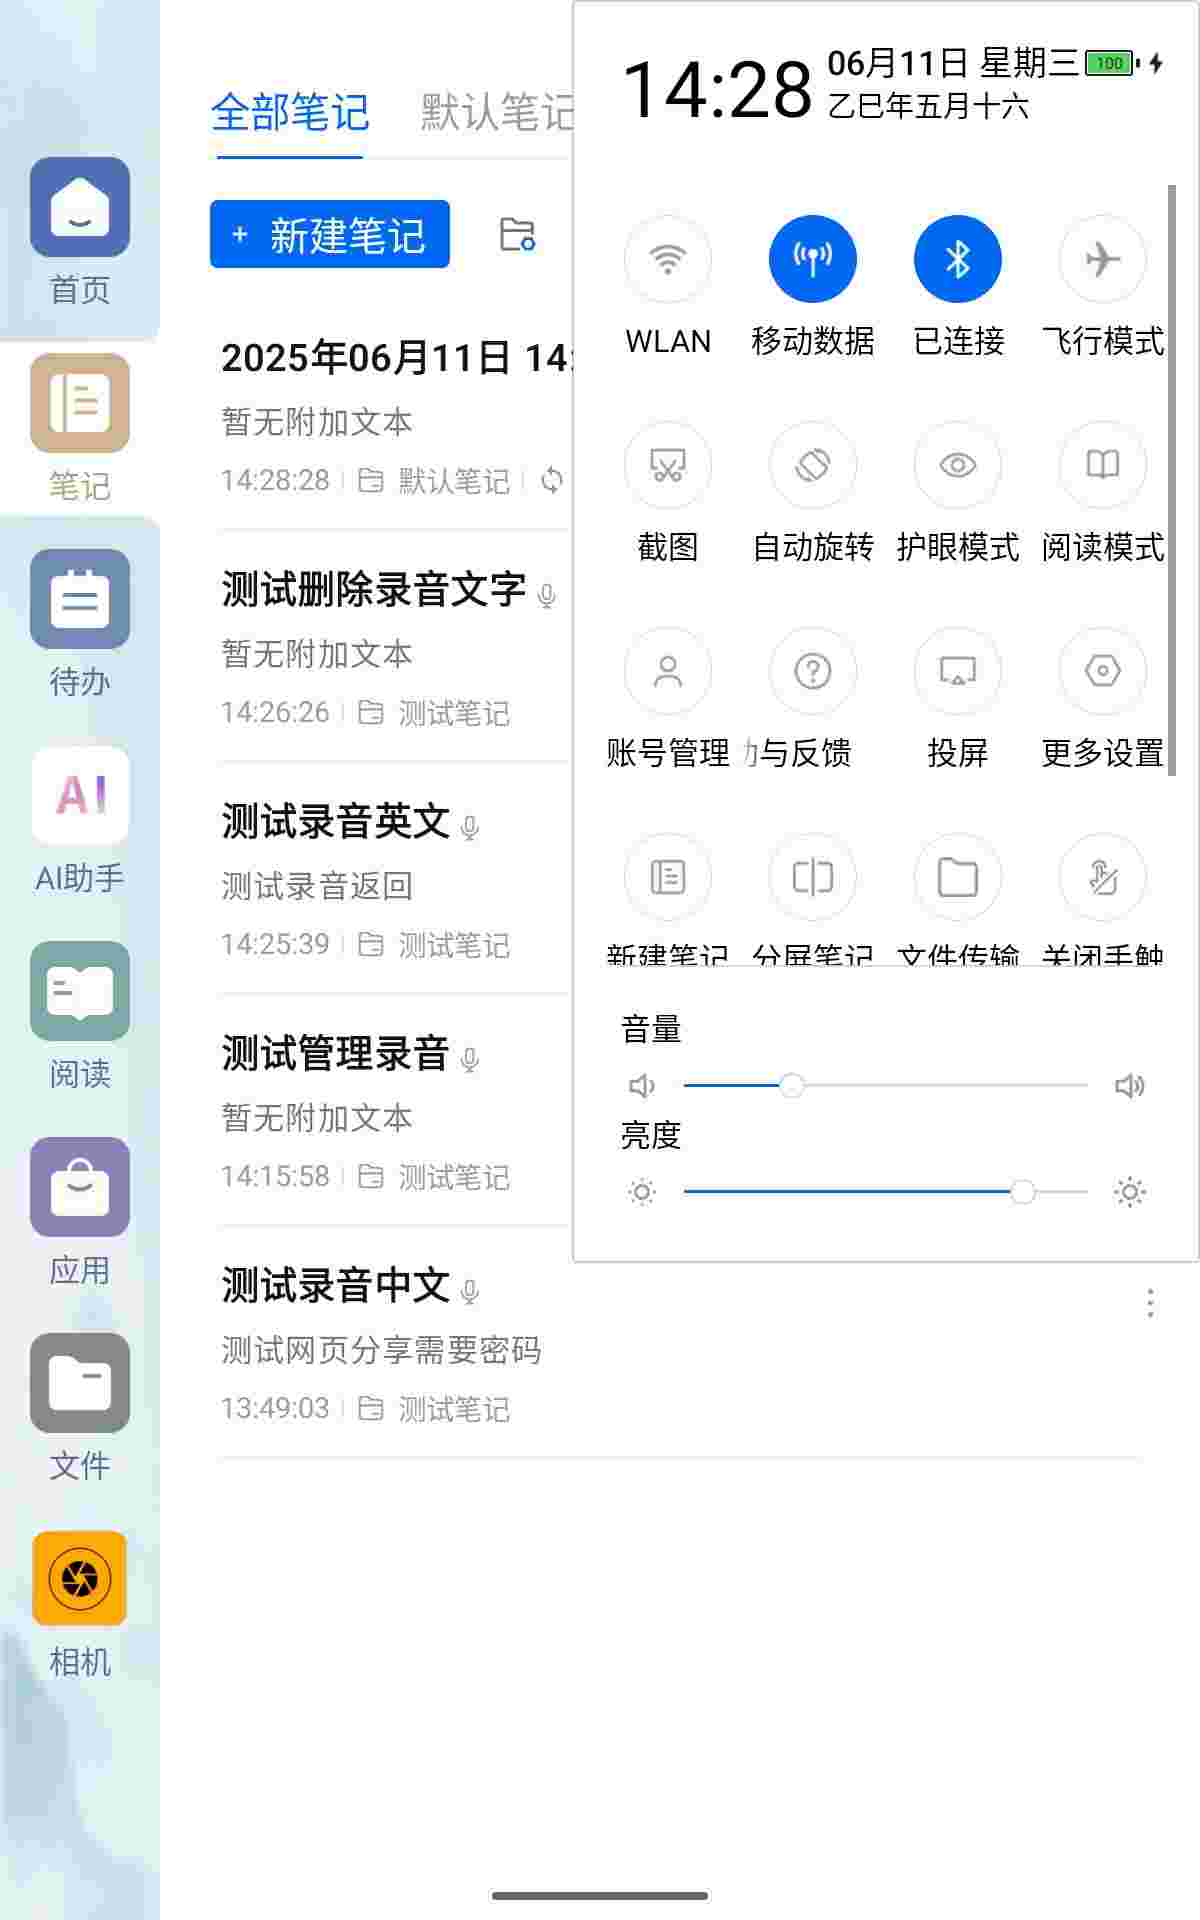 首页
笔记
待办
AI
AI助手
阅读
应用
文件
相机
全部笔记 默认笔记
+ 新建笔记
2025年06月11日 14:
暂无附加文本
14:28:28 默认笔记
测试删除录音文字
暂无附加文本
14:26:26 测试笔记
测试录音英文
测试录音返回
14:25:39 测试笔记
测试管理录音
暂无附加文本
14:15:58 测试笔记
测试录音中文
测试网页分享需要密码
13:49:03 测试笔记
14:28
06月11日 星期三 100
乙巳年五月十六
WLAN 移动数据 已连接 飞行模式
截图 自动旋转 护眼模式 阅读模式
账号管理 与反馈 投屏 更多设置
新建笔记 分屏笔记 文件传输 关闭手触
音量
亮度